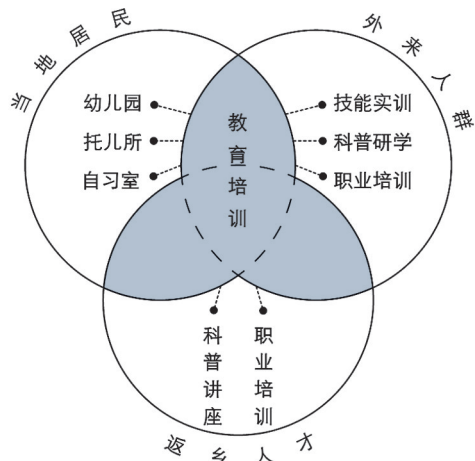 当地居民
外来人群
幼儿园
托儿所
自习室
教育培训
技能实训
科普研学
职业培训
科普讲座
职业培训
返乡人才